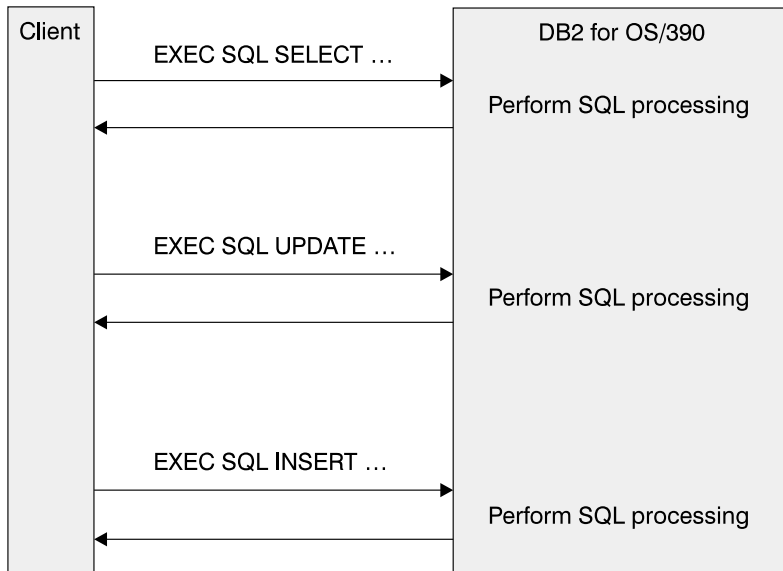 Client
DB2 for OS/390
EXEC SQL SELECT …
Perform SQL processing
EXEC SQL UPDATE …
Perform SQL processing
EXEC SQL INSERT …
Perform SQL processing